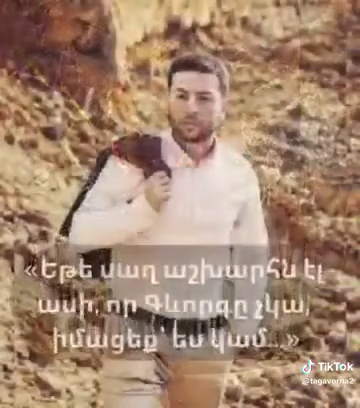 «Եթե սաղ աշխարհն էլ
ասի, որ Գևորգը չկա,
իմացեք՝ ես կամ...»
TikTok
@tagavorna2